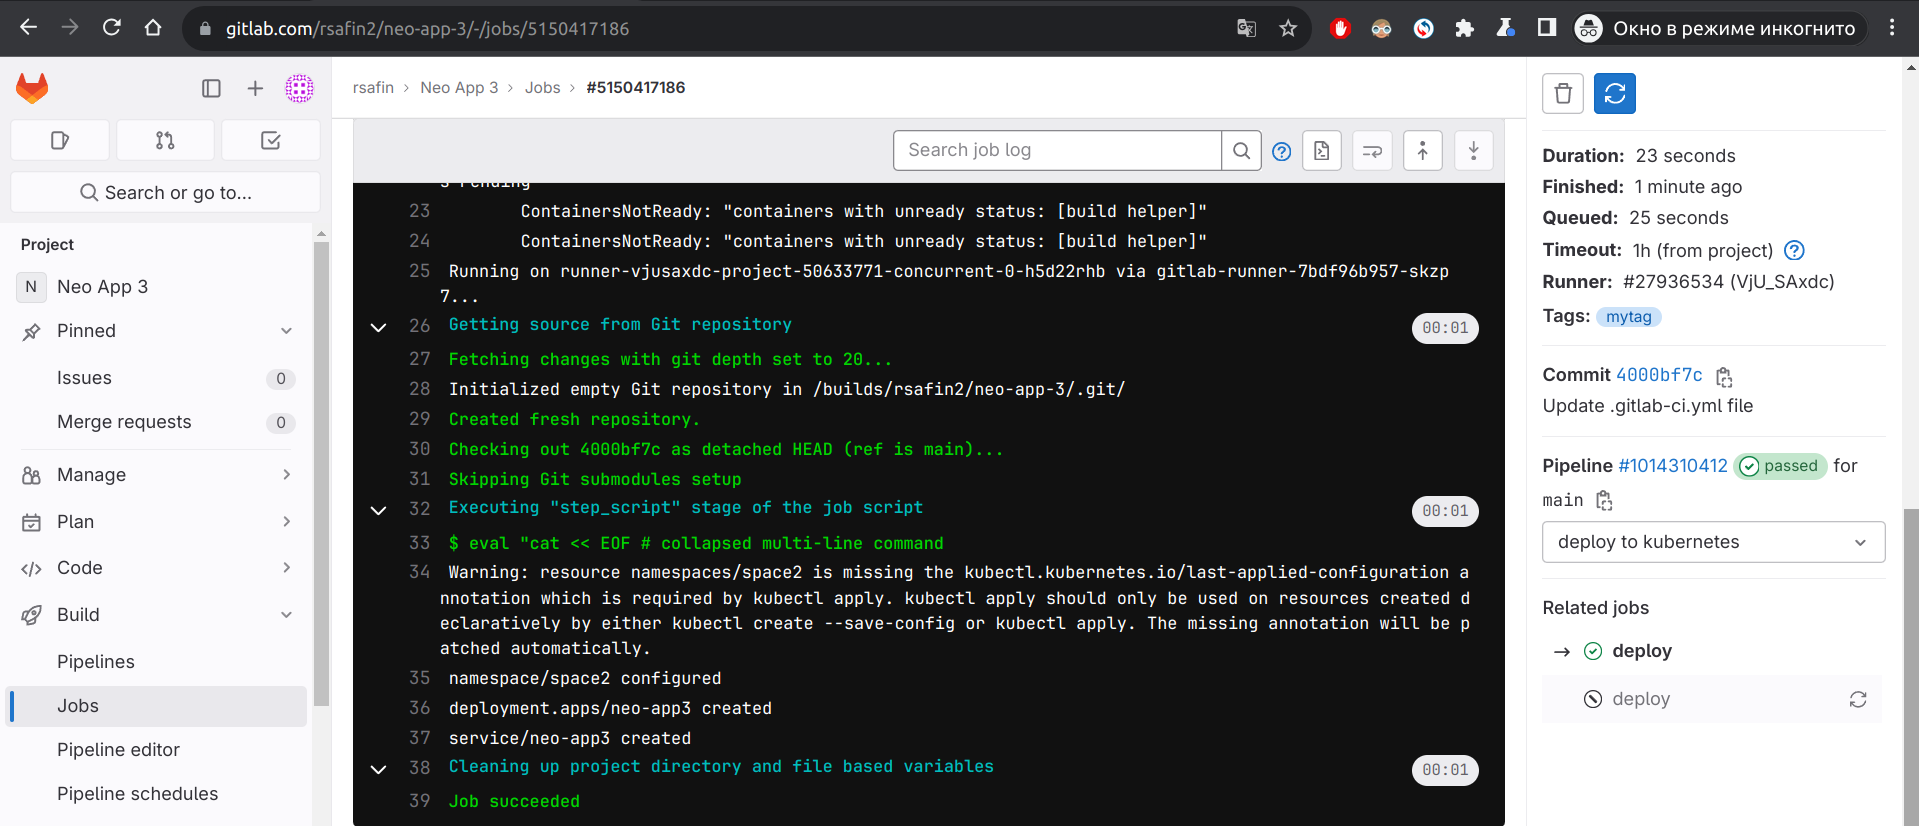 gitlab.com/rsafin2/neo-app-3/-/jobs/5150417186
Окно в режиме инкогнито
Search or go to...
Project
N Neo App 3
Pinned
Issues 0
Merge requests 0
Manage
Plan
Code
Build
Pipelines
Jobs
Pipeline editor
Pipeline schedules
rsafin › Neo App 3 › Jobs › #5150417186
Search job log
s Pending
23 ContainersNotReady: "containers with unready status: [build helper]"
24 ContainersNotReady: "containers with unready status: [build helper]"
25 Running on runner-vjusaxdc-project-50633771-concurrent-0-h5d22rhb via gitlab-runner-7bdf96b957-skzp
7...
26 Getting source from Git repository 00:01
27 Fetching changes with git depth set to 20...
28 Initialized empty Git repository in /builds/rsafin2/neo-app-3/.git/
29 Created fresh repository.
30 Checking out 4000bf7c as detached HEAD (ref is main)...
31 Skipping Git submodules setup
32 Executing "step_script" stage of the job script 00:01
33 $ eval "cat << EOF # collapsed multi-line command
34 Warning: resource namespaces/space2 is missing the kubectl.kubernetes.io/last-applied-configuration a
nnotation which is required by kubectl apply. kubectl apply should only be used on resources created d
eclaratively by either kubectl create --save-config or kubectl apply. The missing annotation will be p
atched automatically.
35 namespace/space2 configured
36 deployment.apps/neo-app3 created
37 service/neo-app3 created
38 Cleaning up project directory and file based variables 00:01
39 Job succeeded
Duration: 23 seconds
Finished: 1 minute ago
Queued: 25 seconds
Timeout: 1h (from project)
Runner: #27936534 (VjU_SAxdc)
Tags: mytag
Commit 4000bf7c
Update .gitlab-ci.yml file
Pipeline #1014310412 passed for
main
deploy to kubernetes
Related jobs
→ deploy
deploy